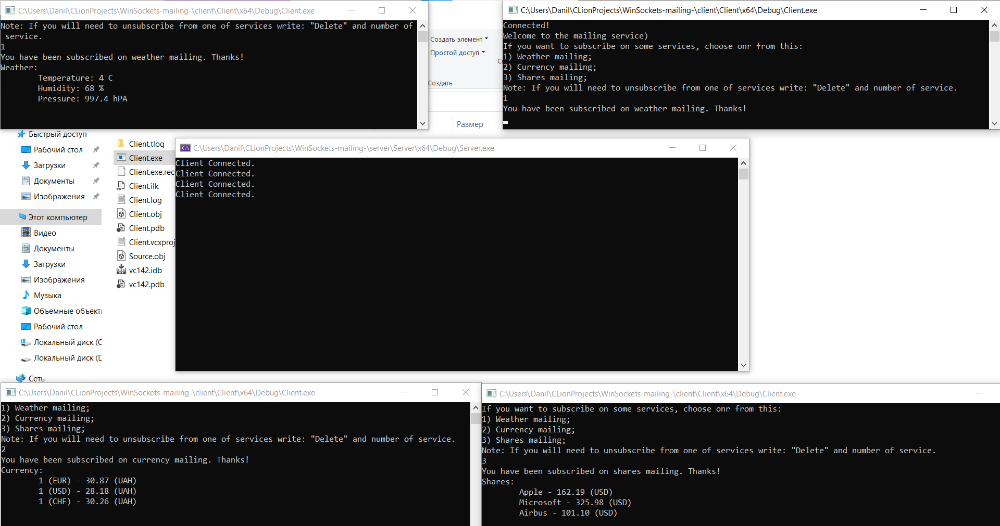 C:\Users\Danil\CLionProjects\WinSockets-mailing-\client\Client\x64\Debug\Client.exe
Note: If you will need to unsubscribe from one of services write: "Delete" and number of
service.
1
You have been subscribed on weather mailing. Thanks!
Weather:
Temperature: 4 C
Humidity: 68 %
Pressure: 997.4 hPA
Создать элемент
Простой доступ
Создать
Размер
C:\Users\Danil\CLionProjects\WinSockets-mailing-\client\Client\x64\Debug\Client.exe
Connected!
Welcome to the mailing service)
If you want to subscribe on some services, choose onr from this:
1) Weather mailing;
2) Currency mailing;
3) Shares mailing;
Note: If you will need to unsubscribe from one of services write: "Delete" and number of service.
1
You have been subscribed on weather mailing. Thanks!
Быстрый доступ
Рабочий стол
Загрузки
Документы
Изображения
Этот компьютер
Видео
Документы
Загрузки
Изображения
Музыка
Объемные объект
Рабочий стол
Локальный диск (C
Локальный диск (D
Сеть
Client.tlog
Client.exe
Client.exe.rec
Client.ilk
Client.log
Client.obj
Client.pdb
Client.vcxproj
Source.obj
vc142.idb
vc142.pdb
C:\Users\Danil\CLionProjects\WinSockets-mailing-\server\Server\x64\Debug\Server.exe
Client Connected.
Client Connected.
Client Connected.
Client Connected.
C:\Users\Danil\CLionProjects\WinSockets-mailing-\client\Client\x64\Debug\Client.exe
1) Weather mailing;
2) Currency mailing;
3) Shares mailing;
Note: If you will need to unsubscribe from one of services write: "Delete" and number of service.
2
You have been subscribed on currency mailing. Thanks!
Currency:
1 (EUR) - 30.87 (UAH)
1 (USD) - 28.18 (UAH)
1 (CHF) - 30.26 (UAH)
C:\Users\Danil\CLionProjects\WinSockets-mailing-\client\Client\x64\Debug\Client.exe
If you want to subscribe on some services, choose onr from this:
1) Weather mailing;
2) Currency mailing;
3) Shares mailing;
Note: If you will need to unsubscribe from one of services write: "Delete" and number of service.
3
You have been subscribed on shares mailing. Thanks!
Shares:
Apple - 162.19 (USD)
Microsoft - 325.98 (USD)
Airbus - 101.10 (USD)